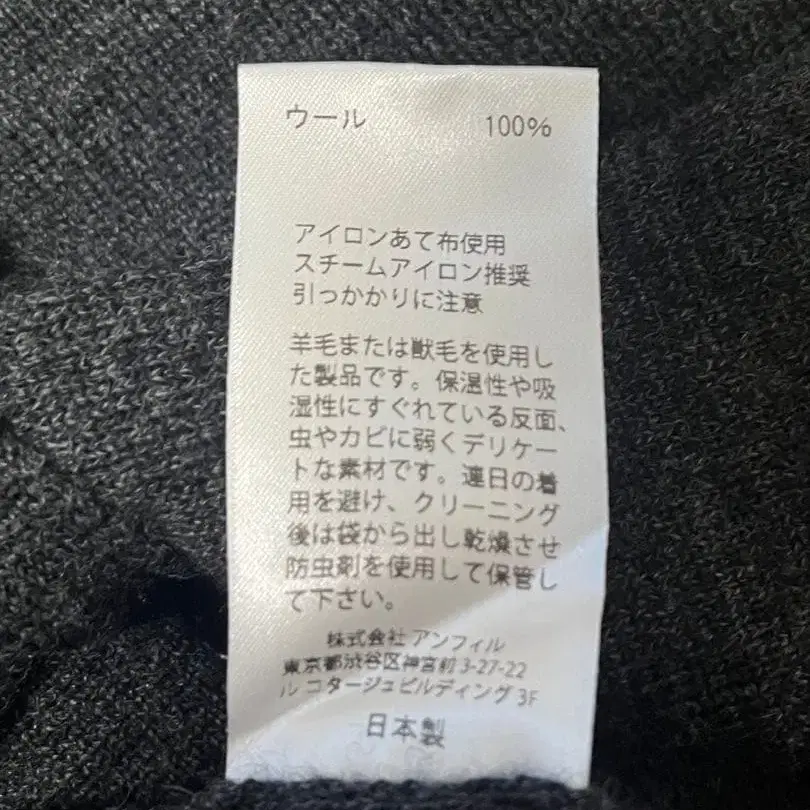 ウール 100%
アイロンあて布使用
スチームアイロン推奨
引っかかりに注意
羊毛または獣毛を使用し
た製品です。保温性や吸
湿性にすぐれている反面、
虫やカビに弱くデリケー
トな素材です。連日の着
用を避け、クリーニング
後は袋から出し乾燥させ
防虫剤を使用して保管し
て下さい。
株式会社 アンフィル
東京都渋谷区神宮前 3-27-22
ル コタージュビルディング 3F
日本製